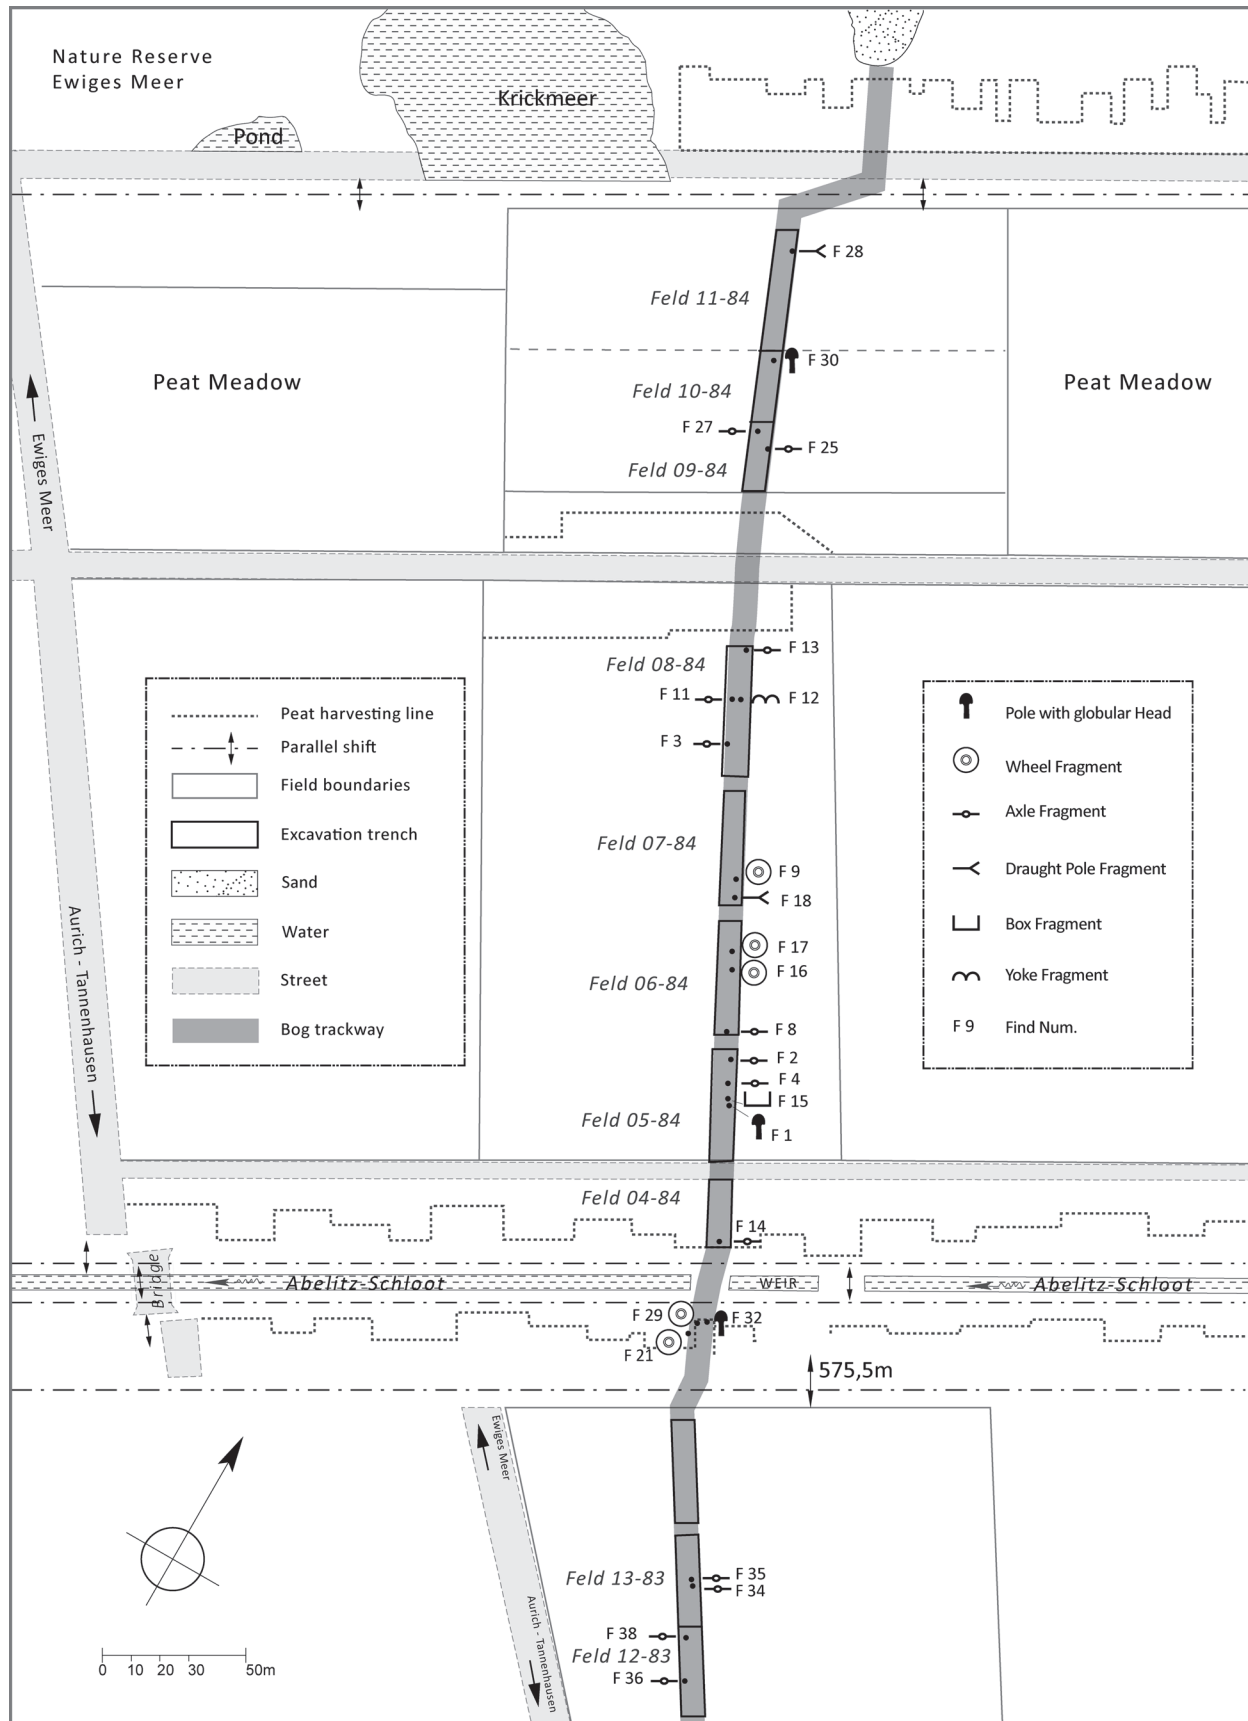 Nature Reserve
Ewiges Meer
Krickmeer
Pond
F 28
Feld 11-84
F 30
Peat Meadow
Feld 10-84
Peat Meadow
F 27
F 25
Ewiges Meer
Feld 09-84
F 13
Feld 08-84
F 11
F 12
F 3
Peat harvesting line
Parallel shift
Field boundaries
Excavation trench
Sand
Water
Street
Bog trackway
Pole with globular Head
Wheel Fragment
Axle Fragment
Draught Pole Fragment
Box Fragment
Yoke Fragment
F 9 Find Num.
Feld 07-84
F 9
F 18
F 17
F 16
Feld 06-84
Aurich - Tannenhausen
F 8
F 2
F 4
F 15
Feld 05-84
F 1
Feld 04-84
F 14
Bridge
Abelitz-Schloot
WEIR
Abelitz-Schloot
F 29
F 32
F 21
575,5m
Ewiges Meer
Feld 13-83
F 35
F 34
Aurich - Tannenhausen
F 38
Feld 12-83
F 36
0 10 20 30 50m